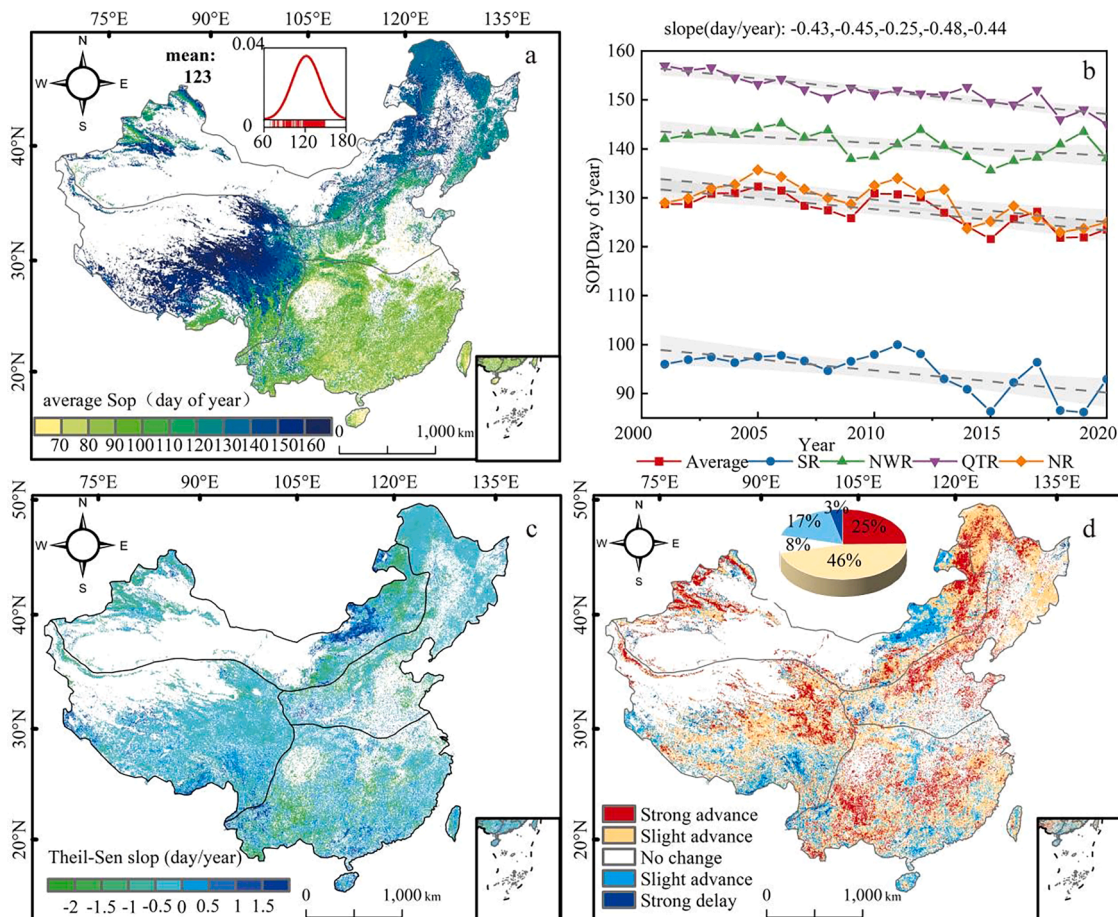 75°E 90°E 105°E 120°E 135°E
a
mean:
123
0.04
0
60 120 180
N
W E
S
40°N
30°N
20°N
average Sop（day of year）
70 80 90 100 110 120 130 140 150 160
0 1,000 km
slope(day/year): -0.43,-0.45,-0.25,-0.48,-0.44
b
160
150
140
130
120
110
100
90
SOP(Day of year)
2000 2005 2010 2015 2020
Year
Average SR NWR QTR NR
75°E 90°E 105°E 120°E 135°E
c
N
W E
S
50°N
40°N
30°N
20°N
Theil-Sen slop (day/year)
-2 -1.5 -1 -0.5 0 0.5 1 1.5
0 1,000 km
75°E 90°E 105°E 120°E 135°E
d
N
W E
S
50°N
40°N
30°N
20°N
3%
17%
25%
8%
46%
Strong advance
Slight advance
No change
Slight advance
Strong delay
0 1,000 km